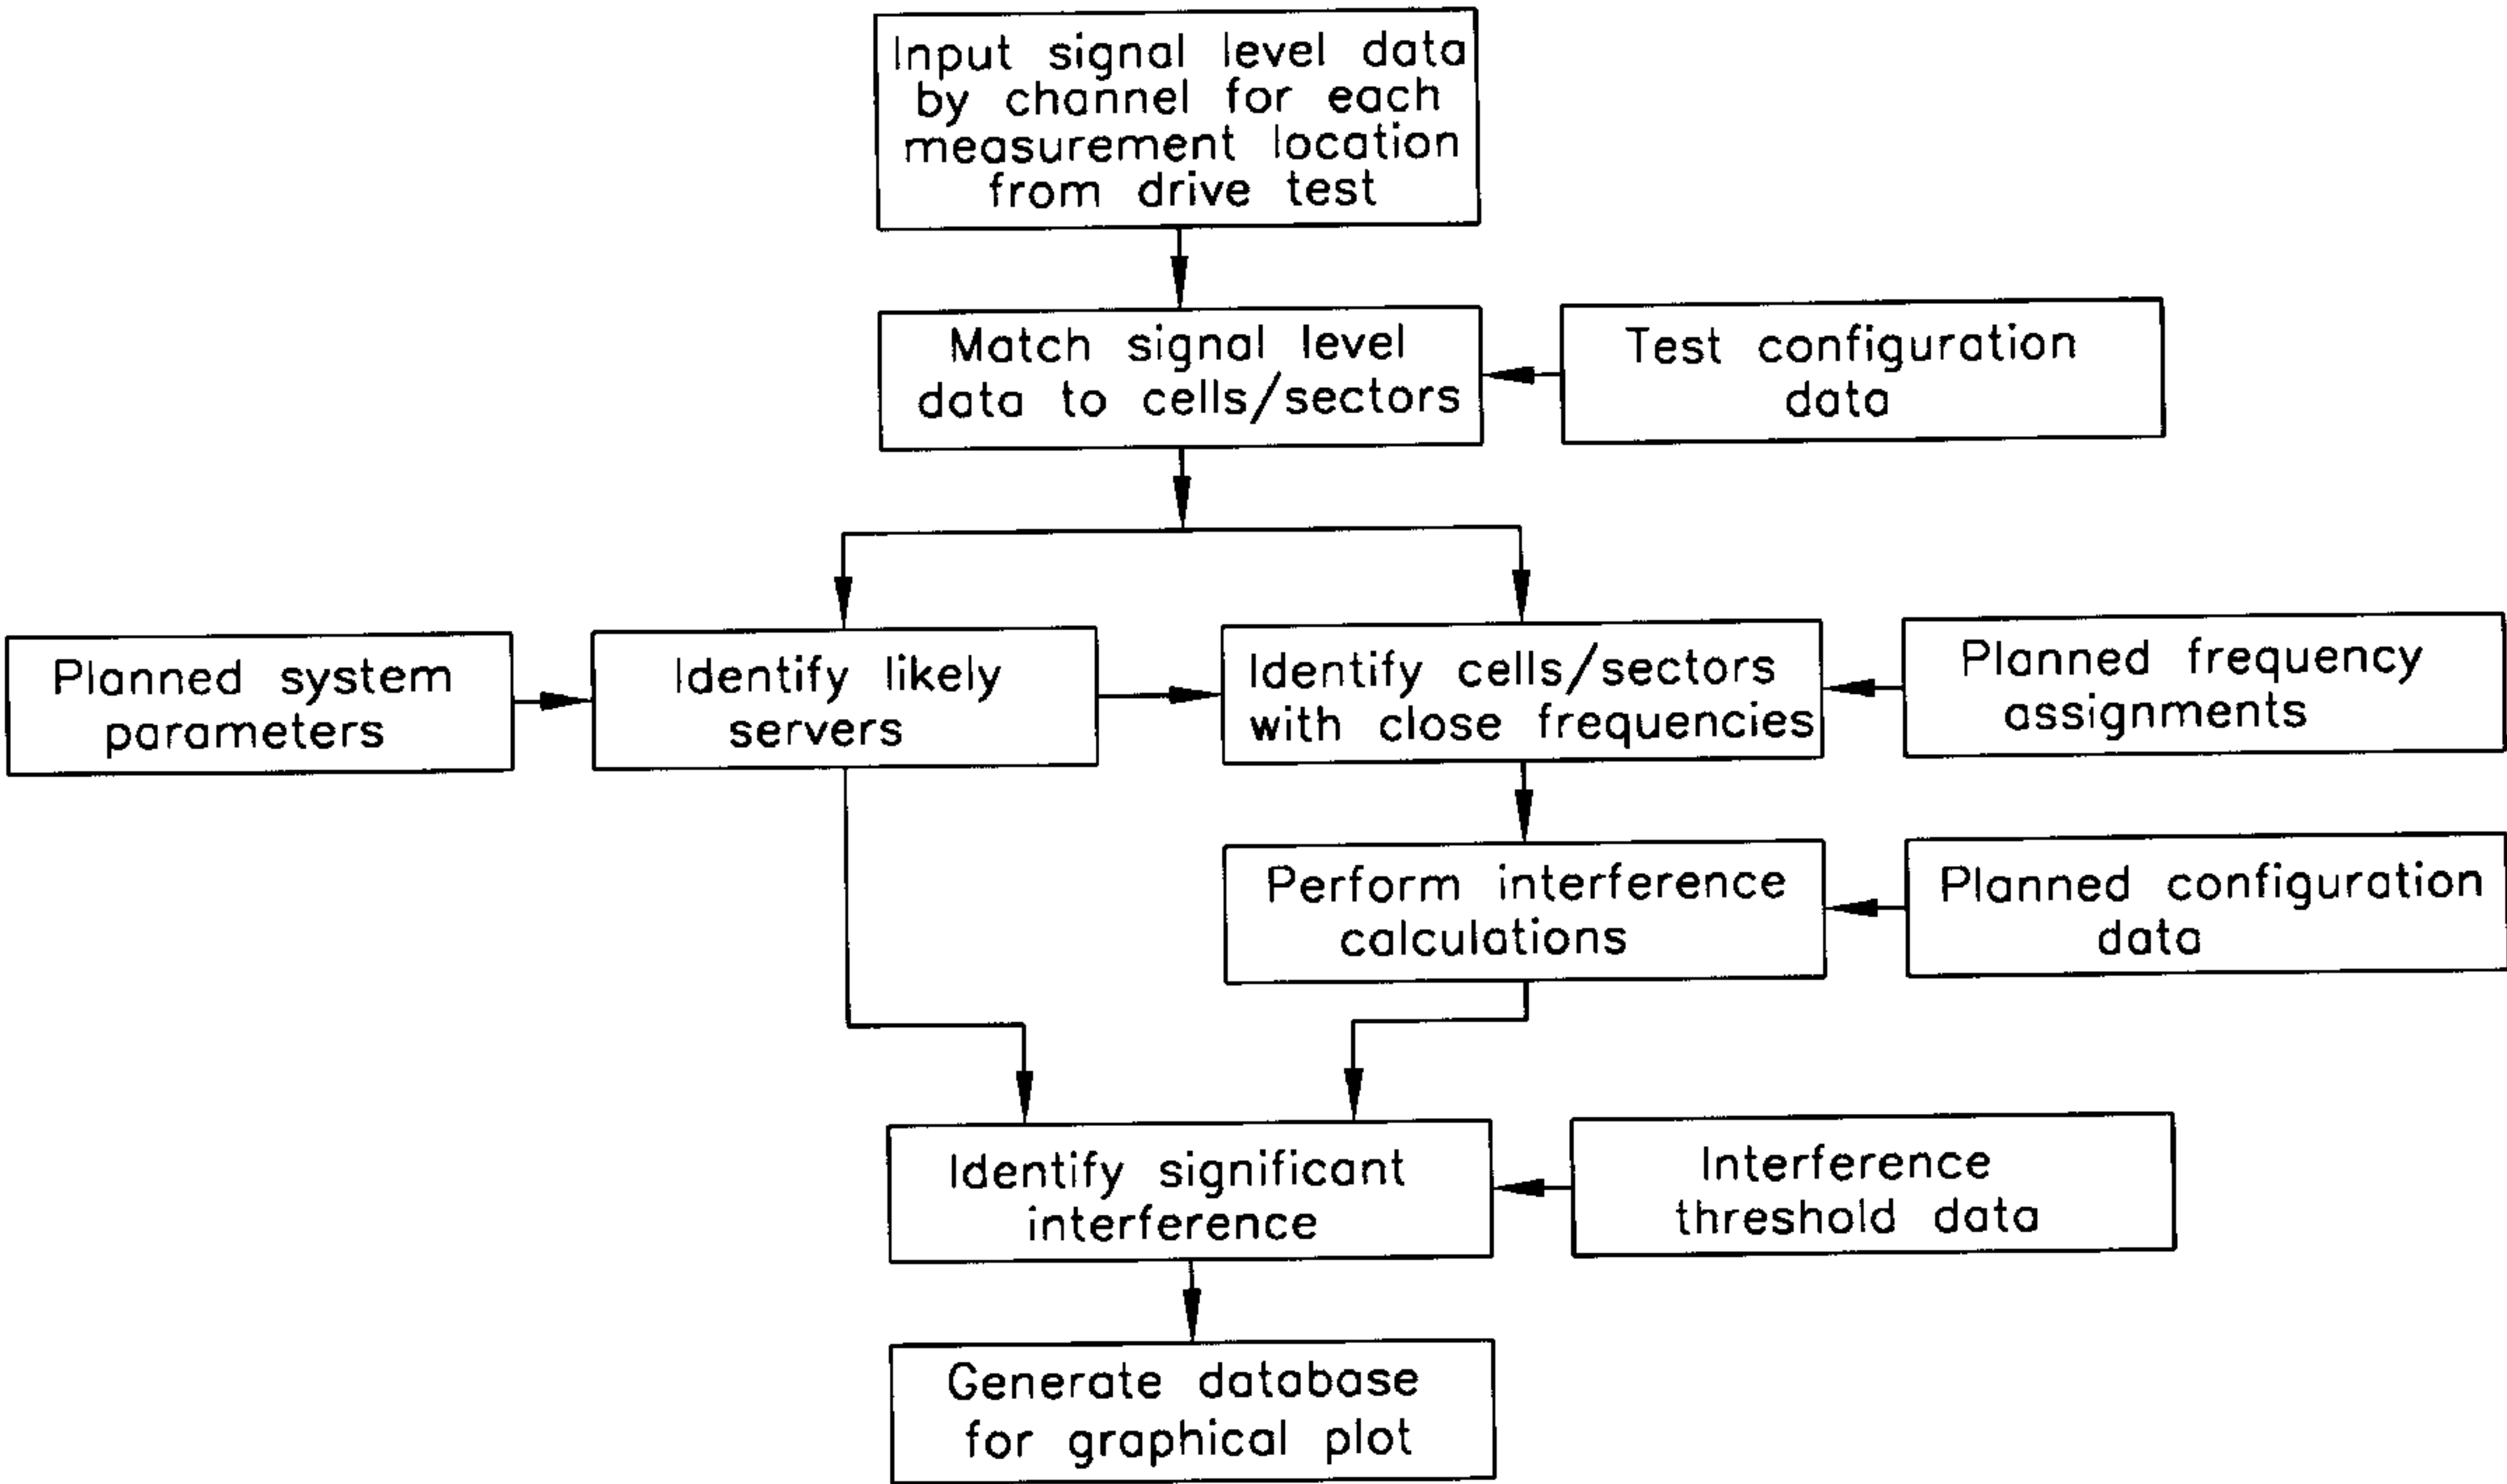 Input signal level data
by channel for each
measurement location
from drive test
Match signal level
data to cells/sectors
Test configuration
data
Planned system
parameters
Identify likely
servers
Identify cells/sectors
with close frequencies
Planned frequency
assignments
Perform interference
calculations
Planned configuration
data
Identify significant
interference
Interference
threshold data
Generate database
for graphical plot